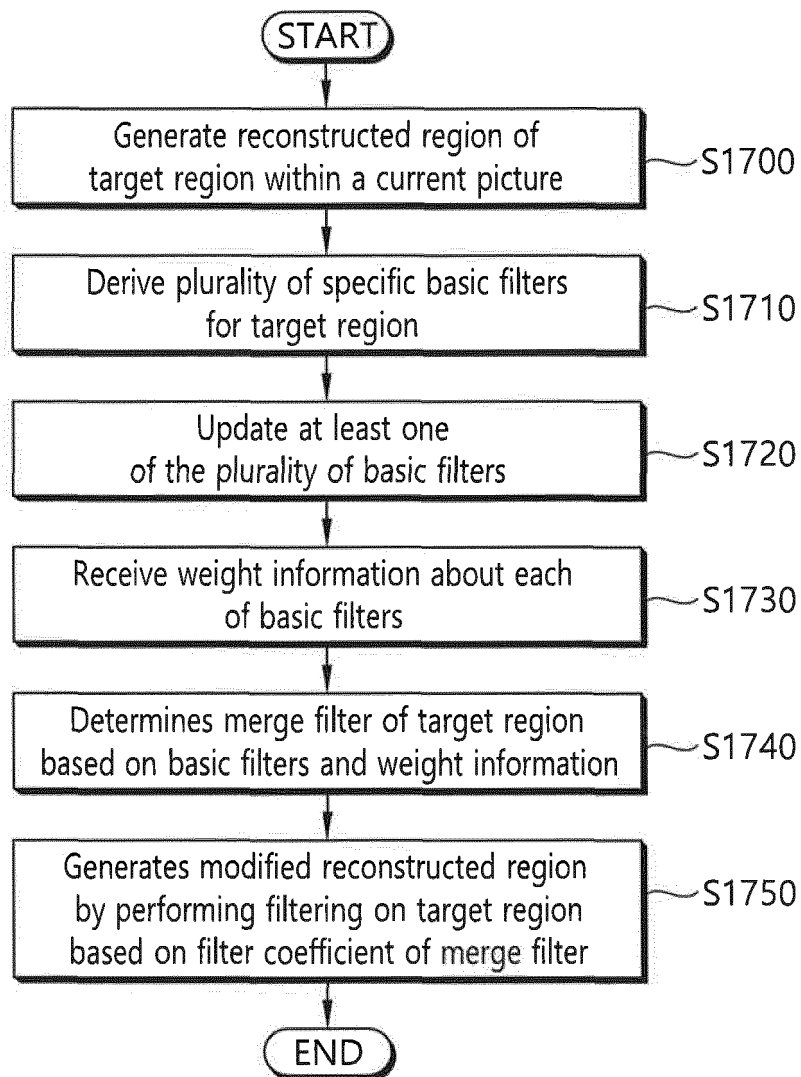 START
Generate reconstructed region of
target region within a current picture
S1700
Derive plurality of specific basic filters
for target region
S1710
Update at least one
of the plurality of basic filters
S1720
Receive weight information about each
of basic filters
S1730
Determines merge filter of target region
based on basic filters and weight information
S1740
Generates modified reconstructed region
by performing filtering on target region
based on filter coefficient of merge filter
S1750
END